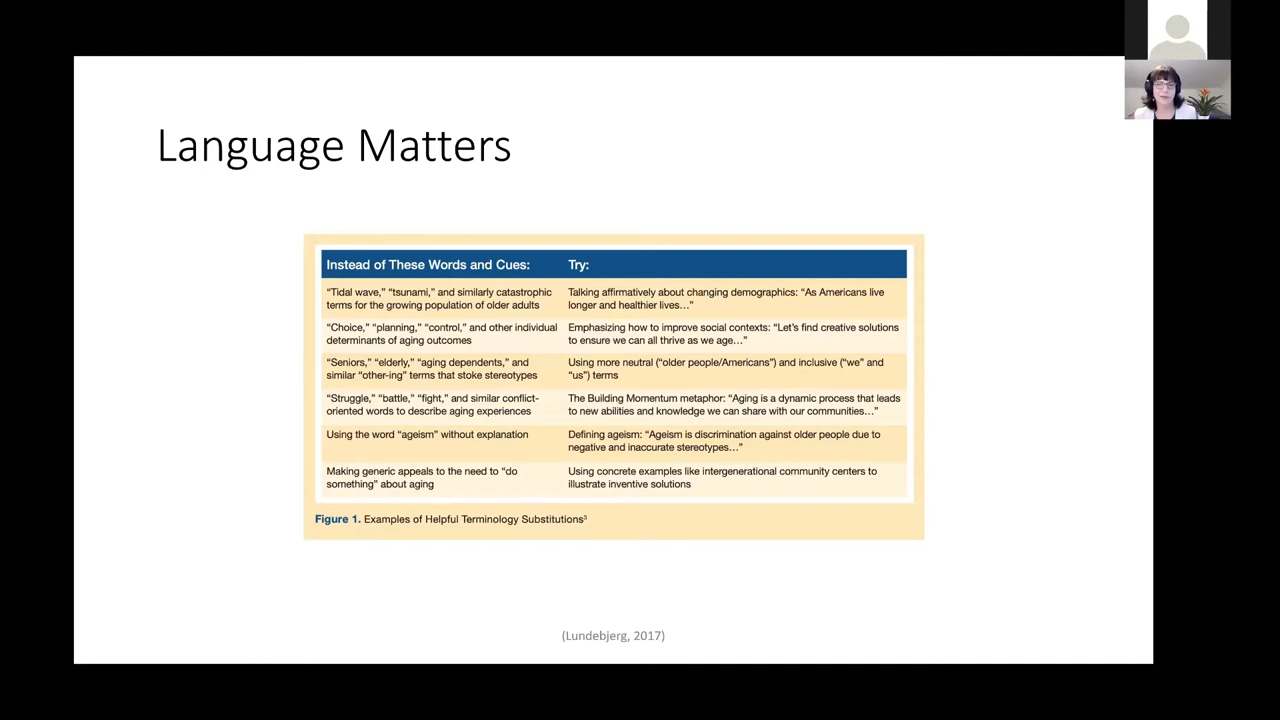 Language Matters
Instead of These Words and Cues: Try:
“Tidal wave,” “tsunami,” and similarly catastrophic
terms for the growing population of older adults
Talking affirmatively about changing demographics: “As Americans live
longer and healthier lives…”
“Choice,” “planning,” “control,” and other individual
determinants of aging outcomes
Emphasizing how to improve social contexts: “Let’s find creative solutions
to ensure we can all thrive as we age…”
“Seniors,” “elderly,” “aging dependents,” and
similar “other-ing” terms that stoke stereotypes
Using more neutral (“older people/Americans”) and inclusive (“we” and
“us”) terms
“Struggle,” “battle,” “fight,” and similar conflict-
oriented words to describe aging experiences
The Building Momentum metaphor: “Aging is a dynamic process that leads
to new abilities and knowledge we can share with our communities…”
Using the word “ageism” without explanation
Defining ageism: “Ageism is discrimination against older people due to
negative and inaccurate stereotypes…”
Making generic appeals to the need to “do
something” about aging
Using concrete examples like intergenerational community centers to
illustrate inventive solutions
Figure 1. Examples of Helpful Terminology Substitutions³
(Lundebjerg, 2017)